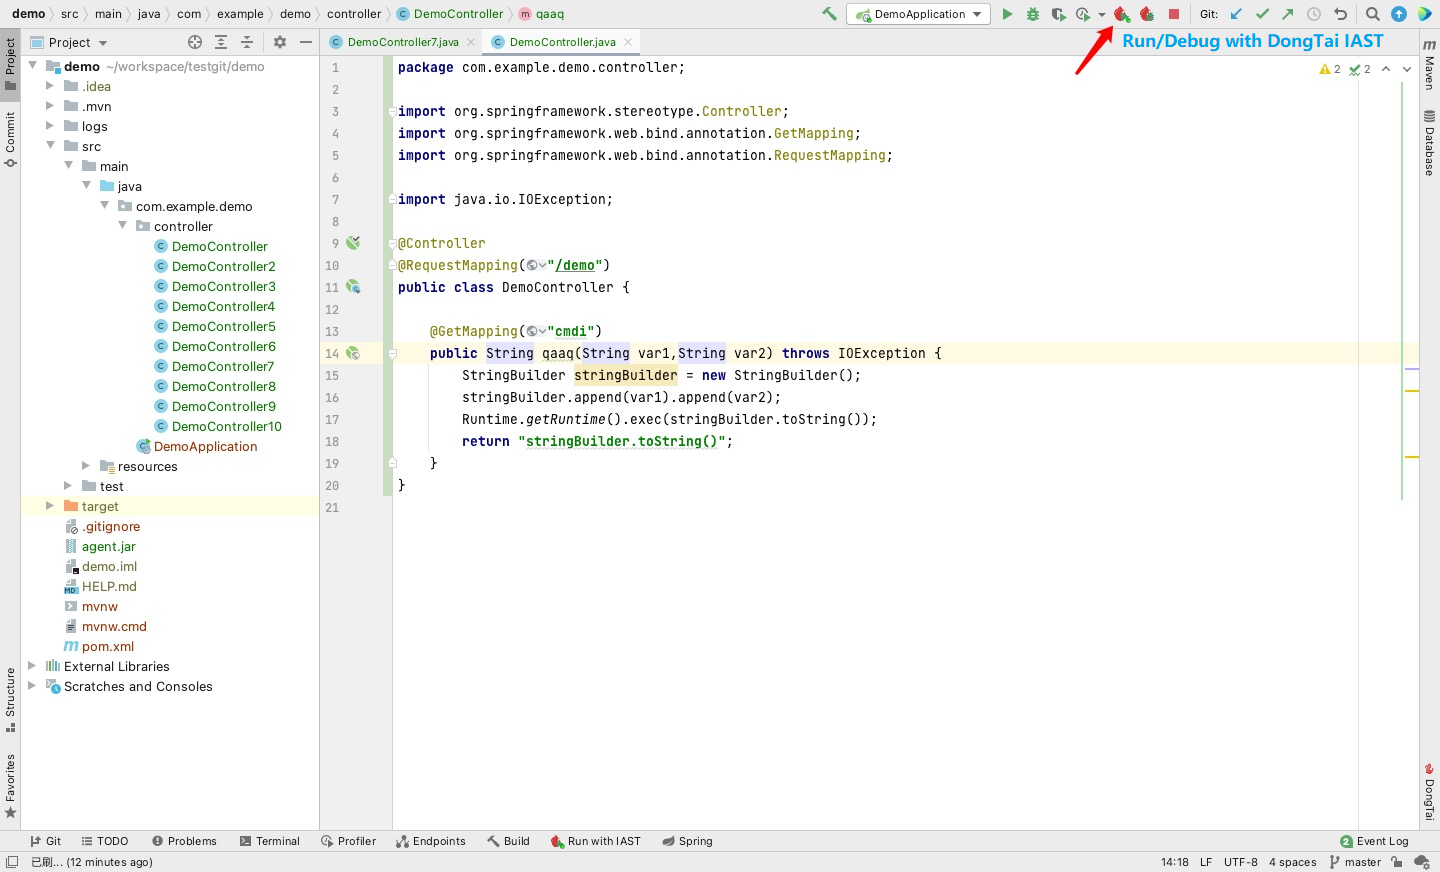 demo src main java com example demo controller DemoController qaaq
DemoApplication
Git:
Run/Debug with DongTai IAST
Project
DemoController7.java
DemoController.java
Project
Commit
Structure
Favorites
demo ~/workspace/testgit/demo
.idea
.mvn
logs
src
main
java
com.example.demo
controller
DemoController
DemoController2
DemoController3
DemoController4
DemoController5
DemoController6
DemoController7
DemoController8
DemoController9
DemoController10
DemoApplication
resources
test
target
.gitignore
agent.jar
demo.iml
HELP.md
mvnw
mvnw.cmd
pom.xml
External Libraries
Scratches and Consoles
2 2
1 package com.example.demo.controller;
2
3 import org.springframework.stereotype.Controller;
4 import org.springframework.web.bind.annotation.GetMapping;
5 import org.springframework.web.bind.annotation.RequestMapping;
6
7 import java.io.IOException;
8
9 @Controller
10 @RequestMapping("/demo")
11 public class DemoController {
12
13 @GetMapping("cmdi")
14 public String qaaq(String var1,String var2) throws IOException {
15 StringBuilder stringBuilder = new StringBuilder();
16 stringBuilder.append(var1).append(var2);
17 Runtime.getRuntime().exec(stringBuilder.toString());
18 return "stringBuilder.toString()";
19 }
20 }
21
Maven
Database
DongTai
Git TODO Problems Terminal Profiler Endpoints Build Run with IAST Spring 2 Event Log
已刷... (12 minutes ago) 14:18 LF UTF-8 4 spaces master